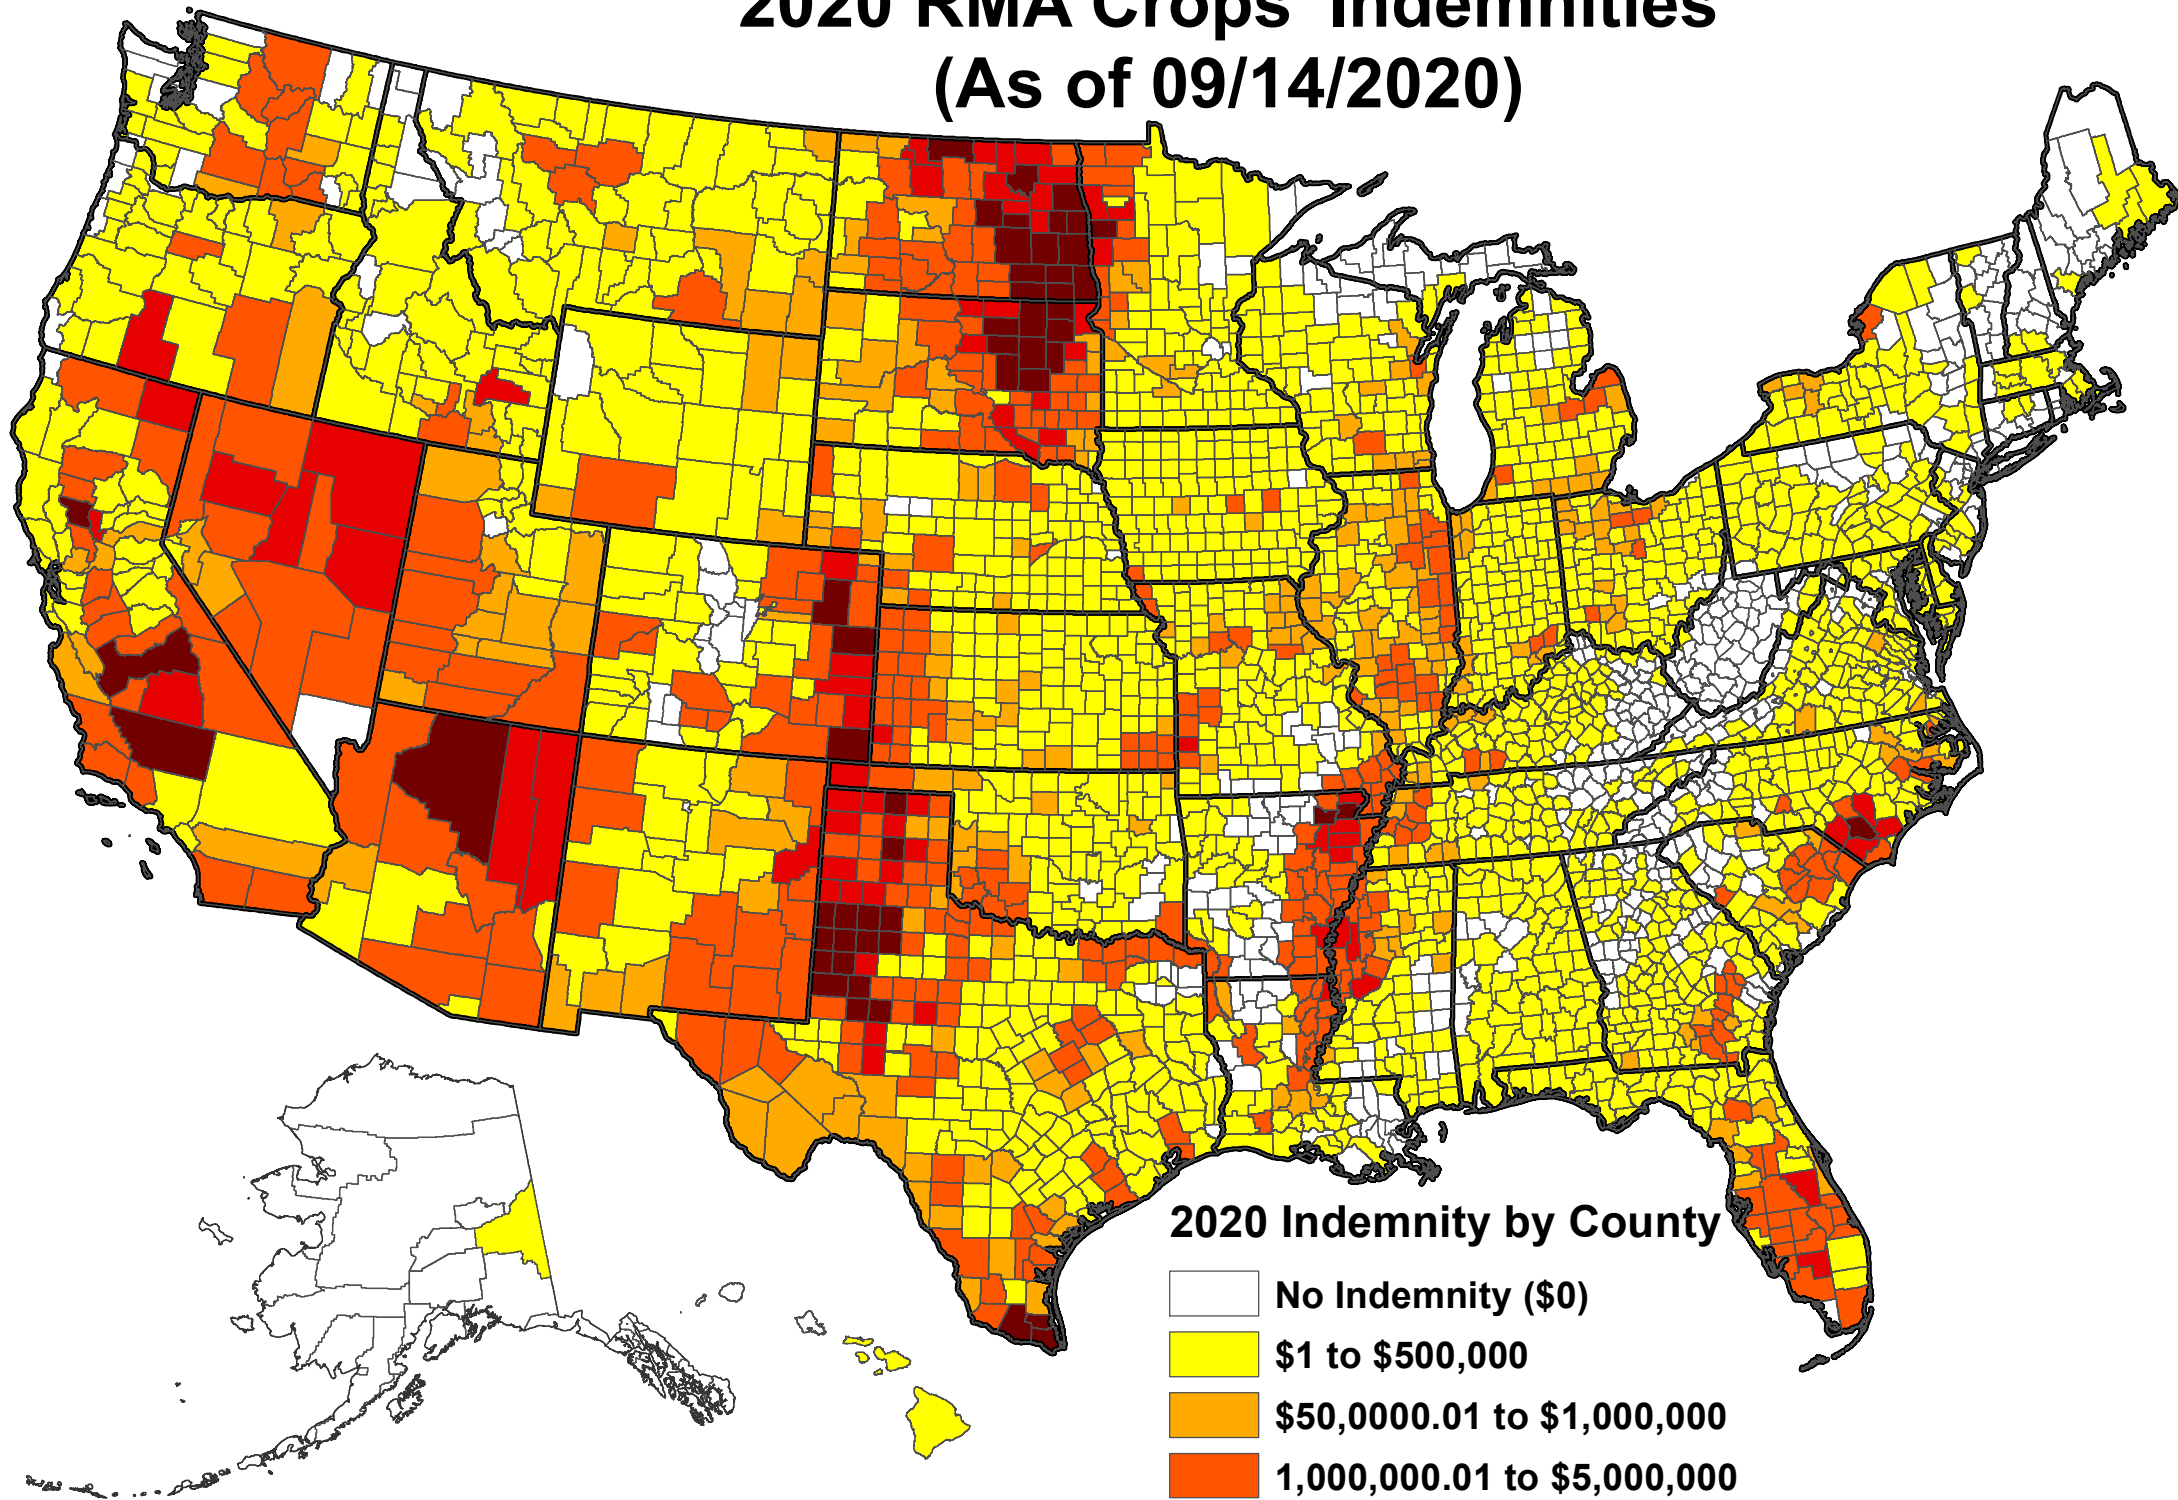 2020 RMA Crops' Indemnities
(As of 09/14/2020)
2020 Indemnity by County
No Indemnity ($0)
$1 to $500,000
$50,0000.01 to $1,000,000
1,000,000.01 to $5,000,000